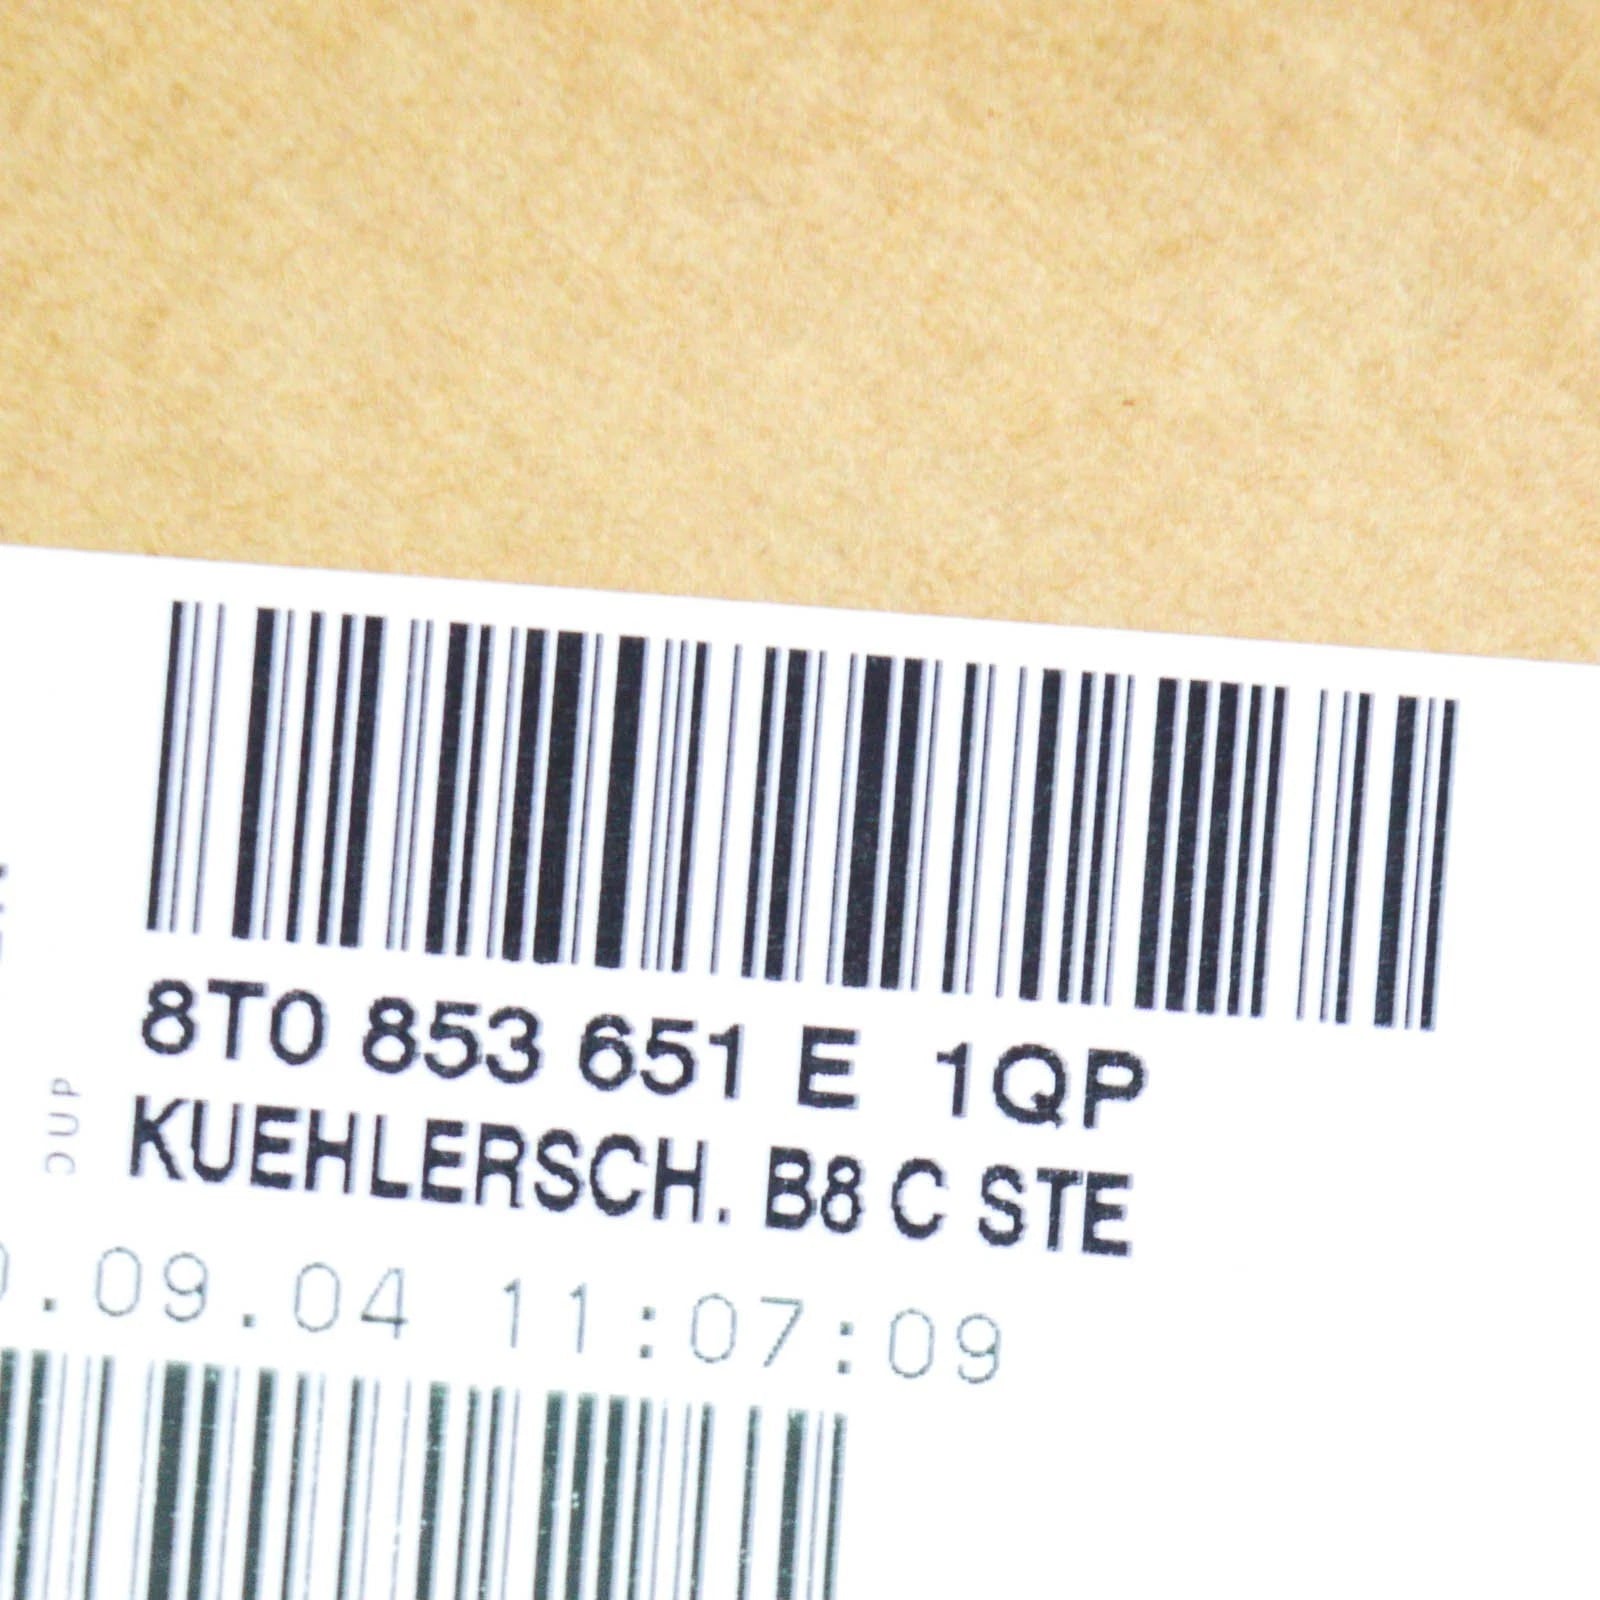 8T0 853 651 E 1QP
KUEHLERSCH. B8 C STE
.09.04 11:07:09